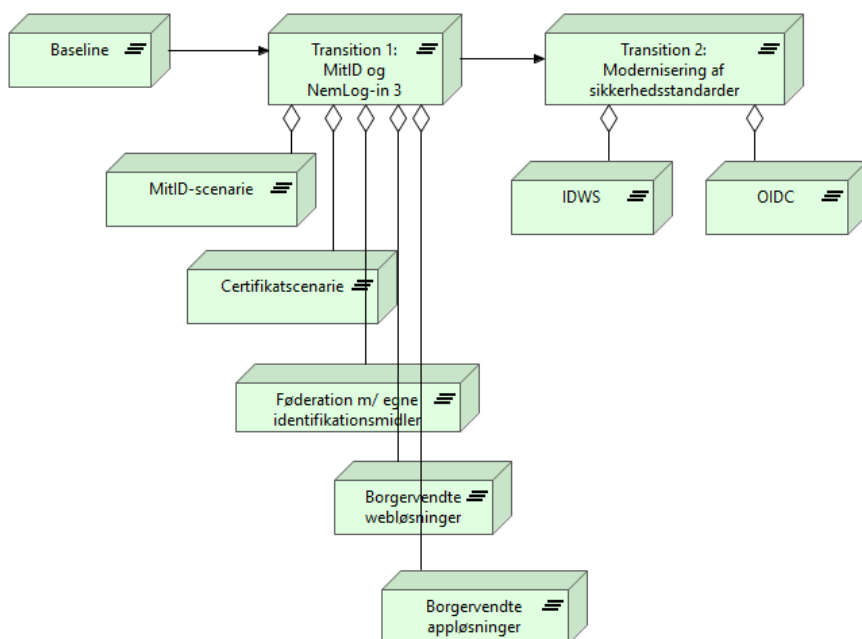 Baseline
Transition 1:
MitID og
NemLog-in 3
Transition 2:
Modernisering af
sikkerhedsstandarder
MitID-scenarie
IDWS
OIDC
Certifikatscenarie
Føderation m/ egne
identifikationsmidler
Borgervendte
webløsninger
Borgervendte
appløsninger